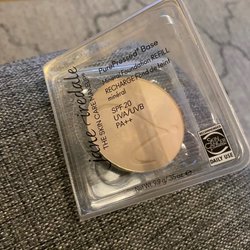 jane iredale
THE SKIN CARE
PurePressed® Base
Mineral Foundation REFILL
RECHARGE Fond de teint
minéral
SPF 20
UVA/UVB
PA++
DAILY USE